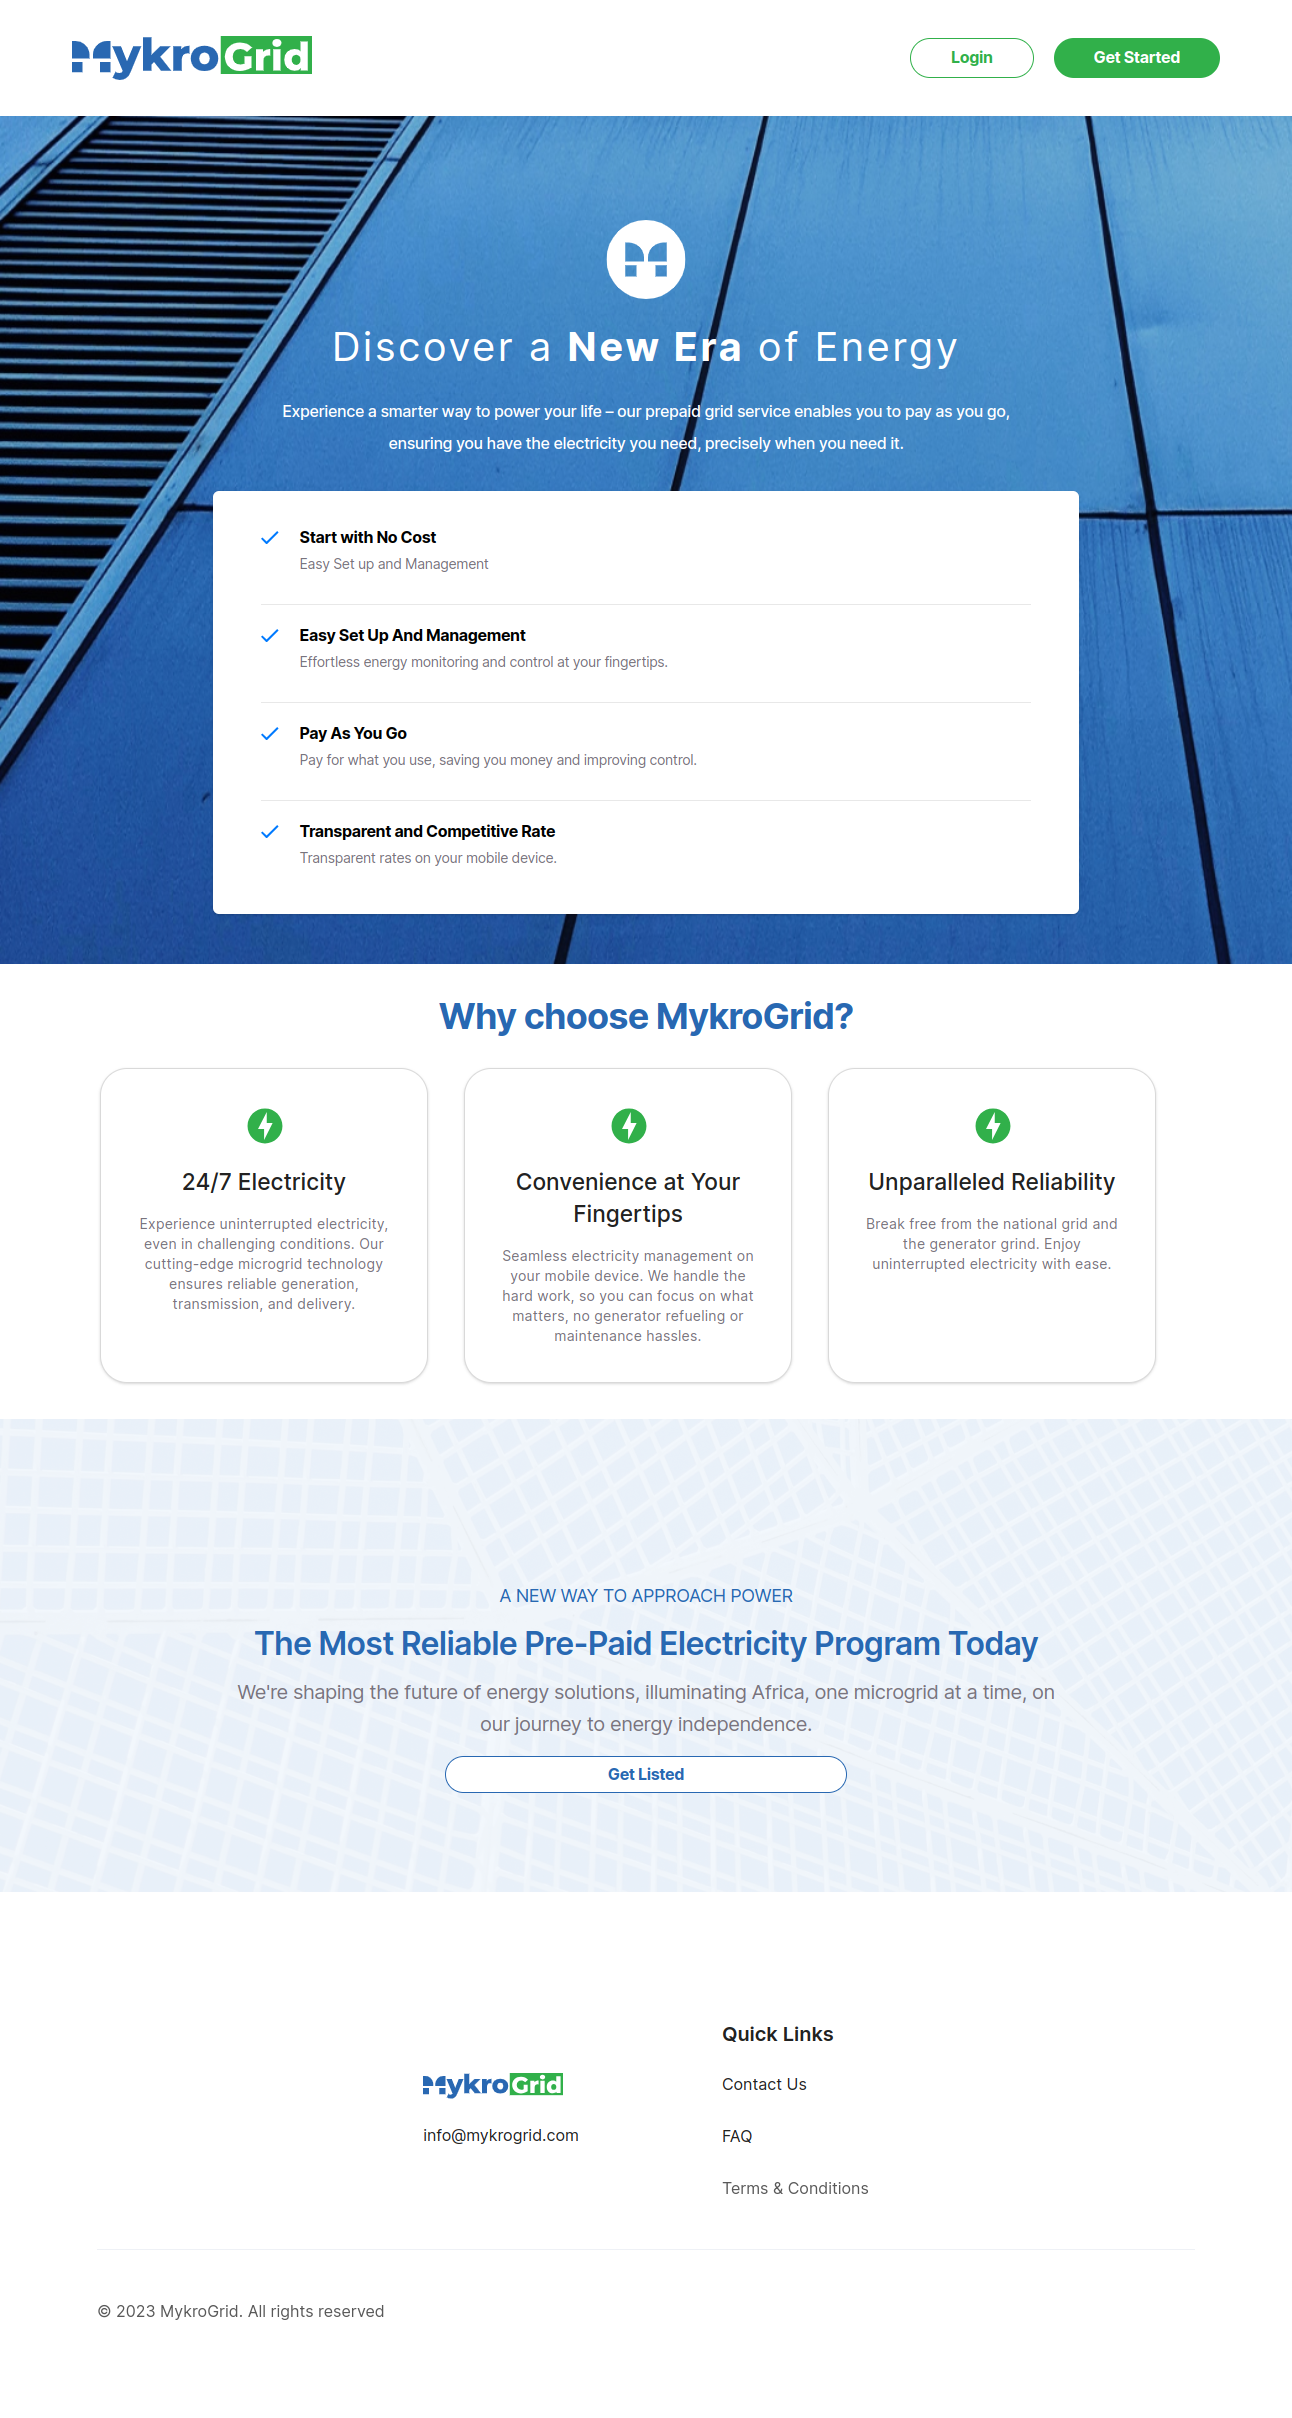 MykroGrid
Login
Get Started
Discover a New Era of Energy
Experience a smarter way to power your life – our prepaid grid service enables you to pay as you go,
ensuring you have the electricity you need, precisely when you need it.
Start with No Cost
Easy Set up and Management
Easy Set Up And Management
Effortless energy monitoring and control at your fingertips.
Pay As You Go
Pay for what you use, saving you money and improving control.
Transparent and Competitive Rate
Transparent rates on your mobile device.
Why choose MykroGrid?
24/7 Electricity
Experience uninterrupted electricity,
even in challenging conditions. Our
cutting-edge microgrid technology
ensures reliable generation,
transmission, and delivery.
Convenience at Your
Fingertips
Seamless electricity management on
your mobile device. We handle the
hard work, so you can focus on what
matters, no generator refueling or
maintenance hassles.
Unparalleled Reliability
Break free from the national grid and
the generator grind. Enjoy
uninterrupted electricity with ease.
A NEW WAY TO APPROACH POWER
The Most Reliable Pre-Paid Electricity Program Today
We're shaping the future of energy solutions, illuminating Africa, one microgrid at a time, on
our journey to energy independence.
Get Listed
MykroGrid
info@mykrogrid.com
Quick Links
Contact Us
FAQ
Terms & Conditions
© 2023 MykroGrid. All rights reserved